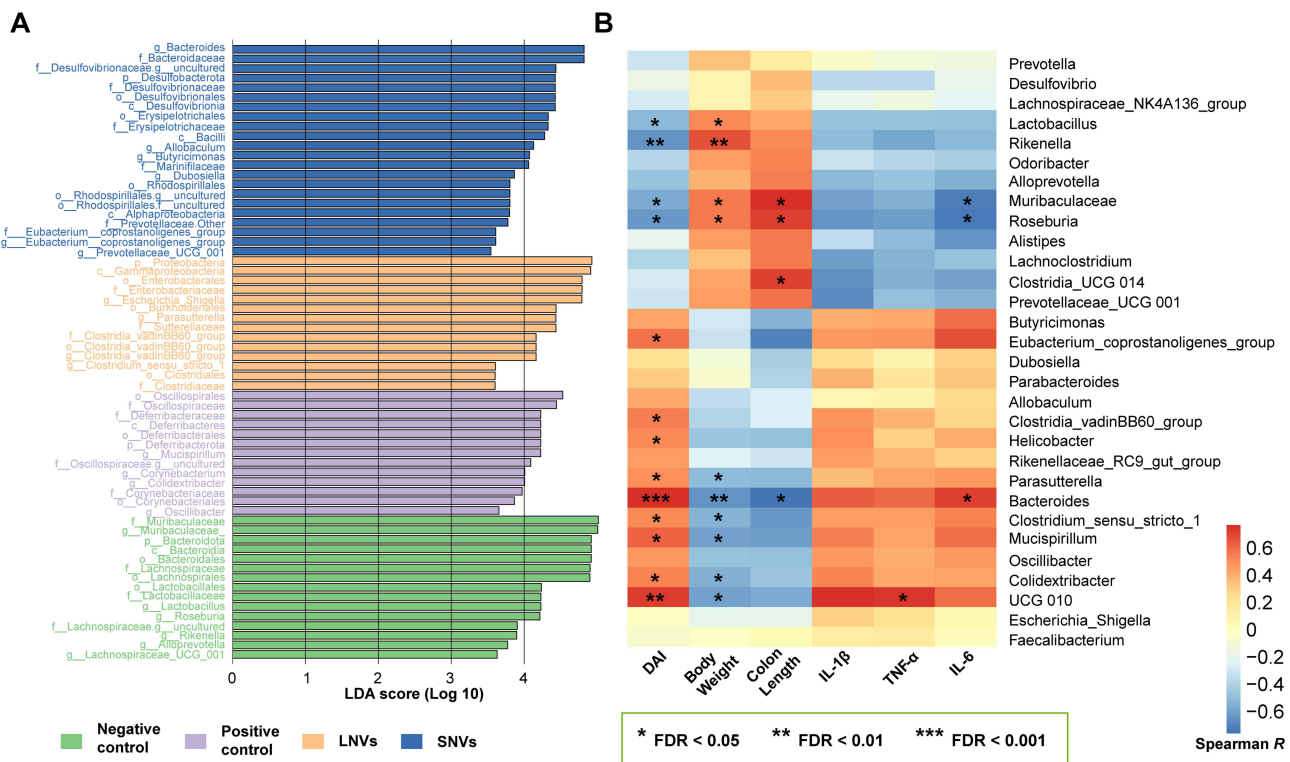 A
g_Bacteroides
f_Bacteroidaceae
f__Desulfovibrionaceae.g__uncultured
p__Desulfobacterota
f__Desulfovibrionaceae
o__Desulfovibrionales
c__Desulfovibrionia
o__Erysipelotrichales
f__Erysipelotrichaceae
c__Bacilli
g__Allobaculum
g__Butyricimonas
f__Marinifilaceae
g__Dubosiella
o__Rhodospirillales
o__Rhodospirillales.g__uncultured
o__Rhodospirillales.f__uncultured
c__Alphaproteobacteria
f__Prevotellaceae.Other
f___Eubacterium__coprostanoligenes_group
g___Eubacterium__coprostanoligenes_group
g__Prevotellaceae_UCG_001
p__Proteobacteria
c__Gammaproteobacteria
o__Enterobacterales
f__Enterobacteriaceae
g__Escherichia_Shigella
o__Burkholderiales
g__Parasutterella
f__Sutterellaceae
f__Clostridia_vadinBB60_group
o__Clostridia_vadinBB60_group
g__Clostridia_vadinBB60_group
g__Clostridium_sensu_stricto_1
o__Clostridiales
f__Clostridiaceae
o__Oscillospirales
f__Oscillospiraceae
f__Deferribacteraceae
c__Deferribacteres
o__Deferribacterales
p__Deferribacterota
g__Mucispirillum
f__Oscillospiraceae.g__uncultured
g__Corynebacterium
g__Colidextribacter
f__Corynebacteriaceae
o__Corynebacteriales
g__Oscillibacter
f__Muribaculaceae
g__Muribaculaceae_
p__Bacteroidota
c__Bacteroidia
o__Bacteroidales
f__Lachnospiraceae
o__Lachnospirales
o__Lactobacillales
f__Lactobacillaceae
g__Lactobacillus
g__Roseburia
f__Lachnospiraceae.g__uncultured
g__Rikenella
g__Alloprevotella
g__Lachnospiraceae_UCG_001
0 1 2 3 4
LDA score (Log 10)
Negative control
Positive control
LNVs
SNVs
B
Prevotella
Desulfovibrio
Lachnospiraceae_NK4A136_group
* * Lactobacillus
** ** Rikenella
Odoribacter
Alloprevotella
* * * * Muribaculaceae
* * * * Roseburia
Alistipes
Lachnoclostridium
* Clostridia_UCG 014
Prevotellaceae_UCG 001
Butyricimonas
* Eubacterium_coprostanoligenes_group
Dubosiella
Parabacteroides
Allobaculum
* Clostridia_vadinBB60_group
* Helicobacter
Rikenellaceae_RC9_gut_group
* * Parasutterella
*** ** * * Bacteroides
* * Clostridium_sensu_stricto_1
* * Mucispirillum
Oscillibacter
* * Colidextribacter
** * * UCG 010
Escherichia_Shigella
Faecalibacterium
DAI
Body Weight
Colon Length
IL-1β
TNF-α
IL-6
0.6
0.4
0.2
0
−0.2
−0.4
−0.6
Spearman R
* FDR < 0.05 ** FDR < 0.01 *** FDR < 0.001